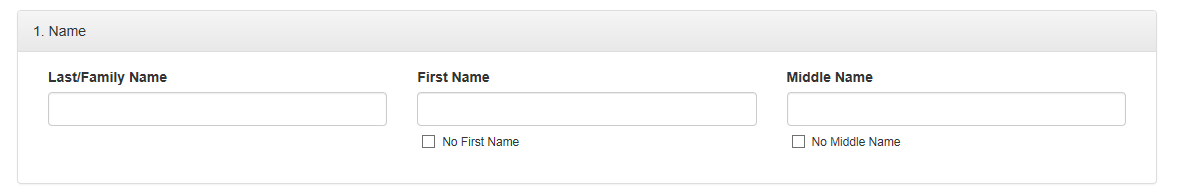 1. Name
Last/Family Name
First Name
Middle Name
No First Name
No Middle Name